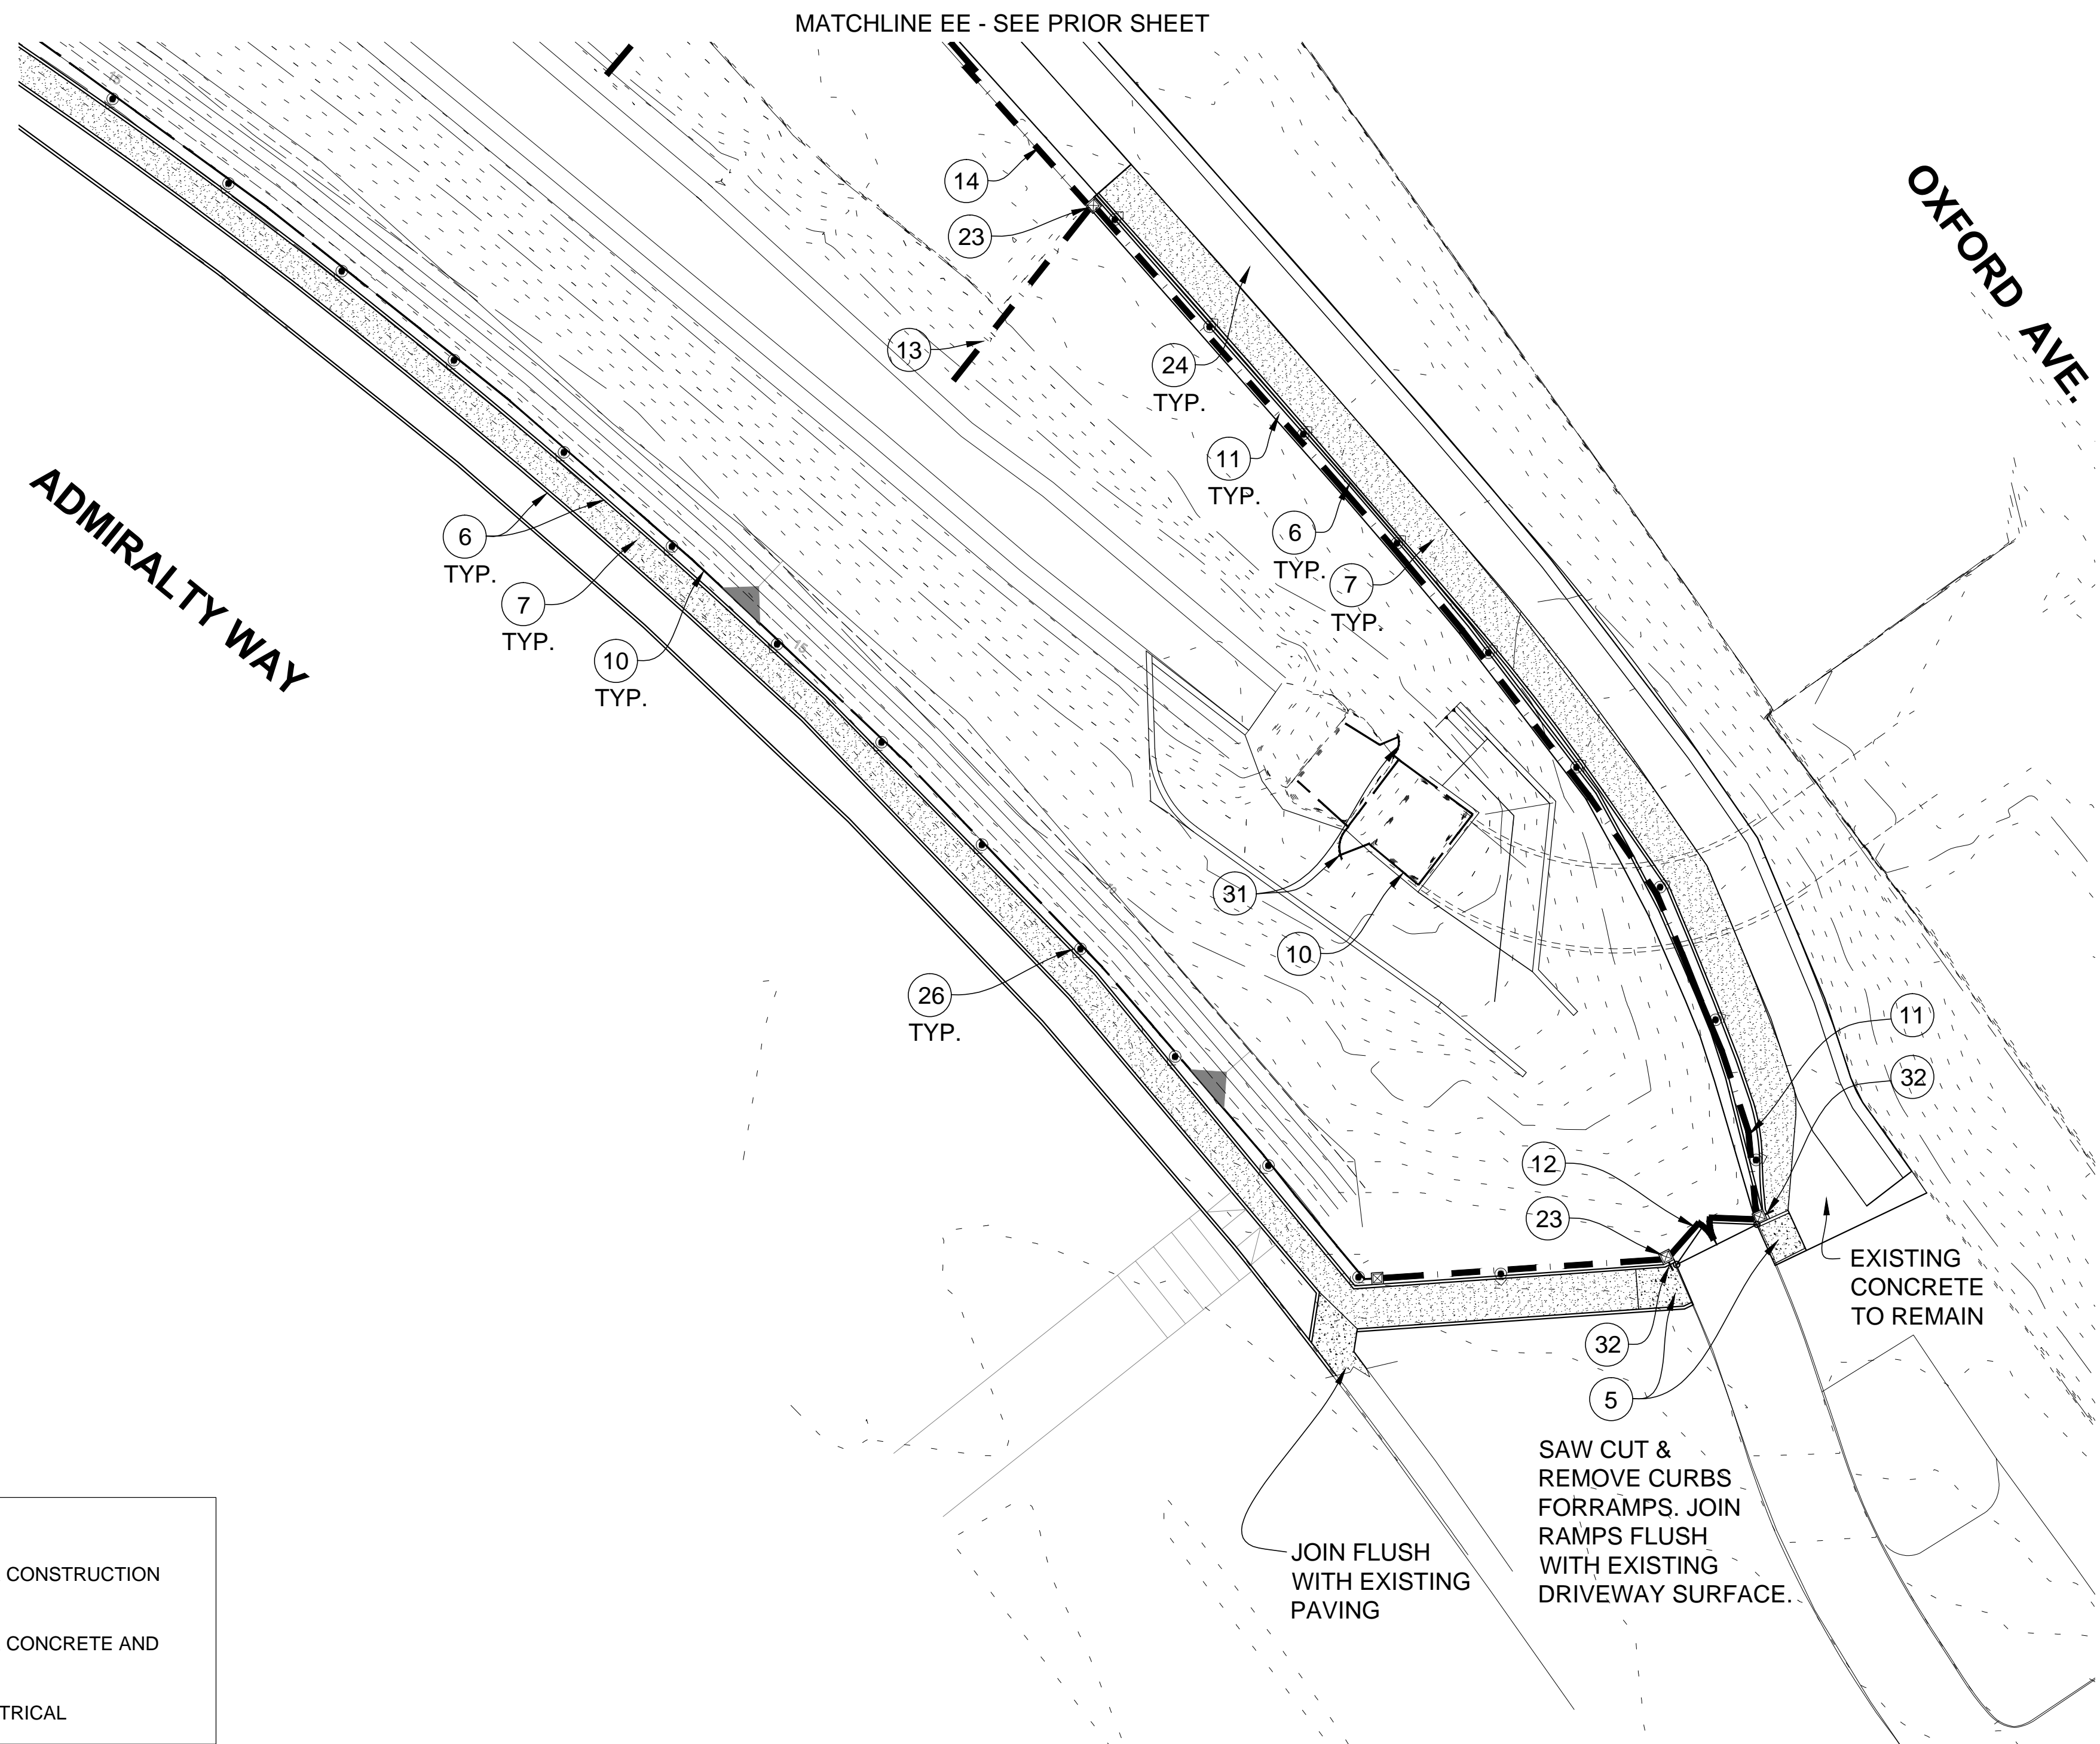 MATCHLINE EE - SEE PRIOR SHEET
15
14
23
OXFORD AVE.
13
24
TYP.
11
TYP.
ADMIRALTY WAY
6
TYP.
6
TYP.
7
TYP.
7
TYP.
10
TYP.
15
31
10
26
TYP.
11
32
12
23
EXISTING
CONCRETE
TO REMAIN
32
5
SAW CUT &
REMOVE CURBS
FORRAMPS. JOIN
RAMPS FLUSH
WITH EXISTING
DRIVEWAY SURFACE.
JOIN FLUSH
WITH EXISTING
PAVING
CONSTRUCTION
CONCRETE AND
TRICAL